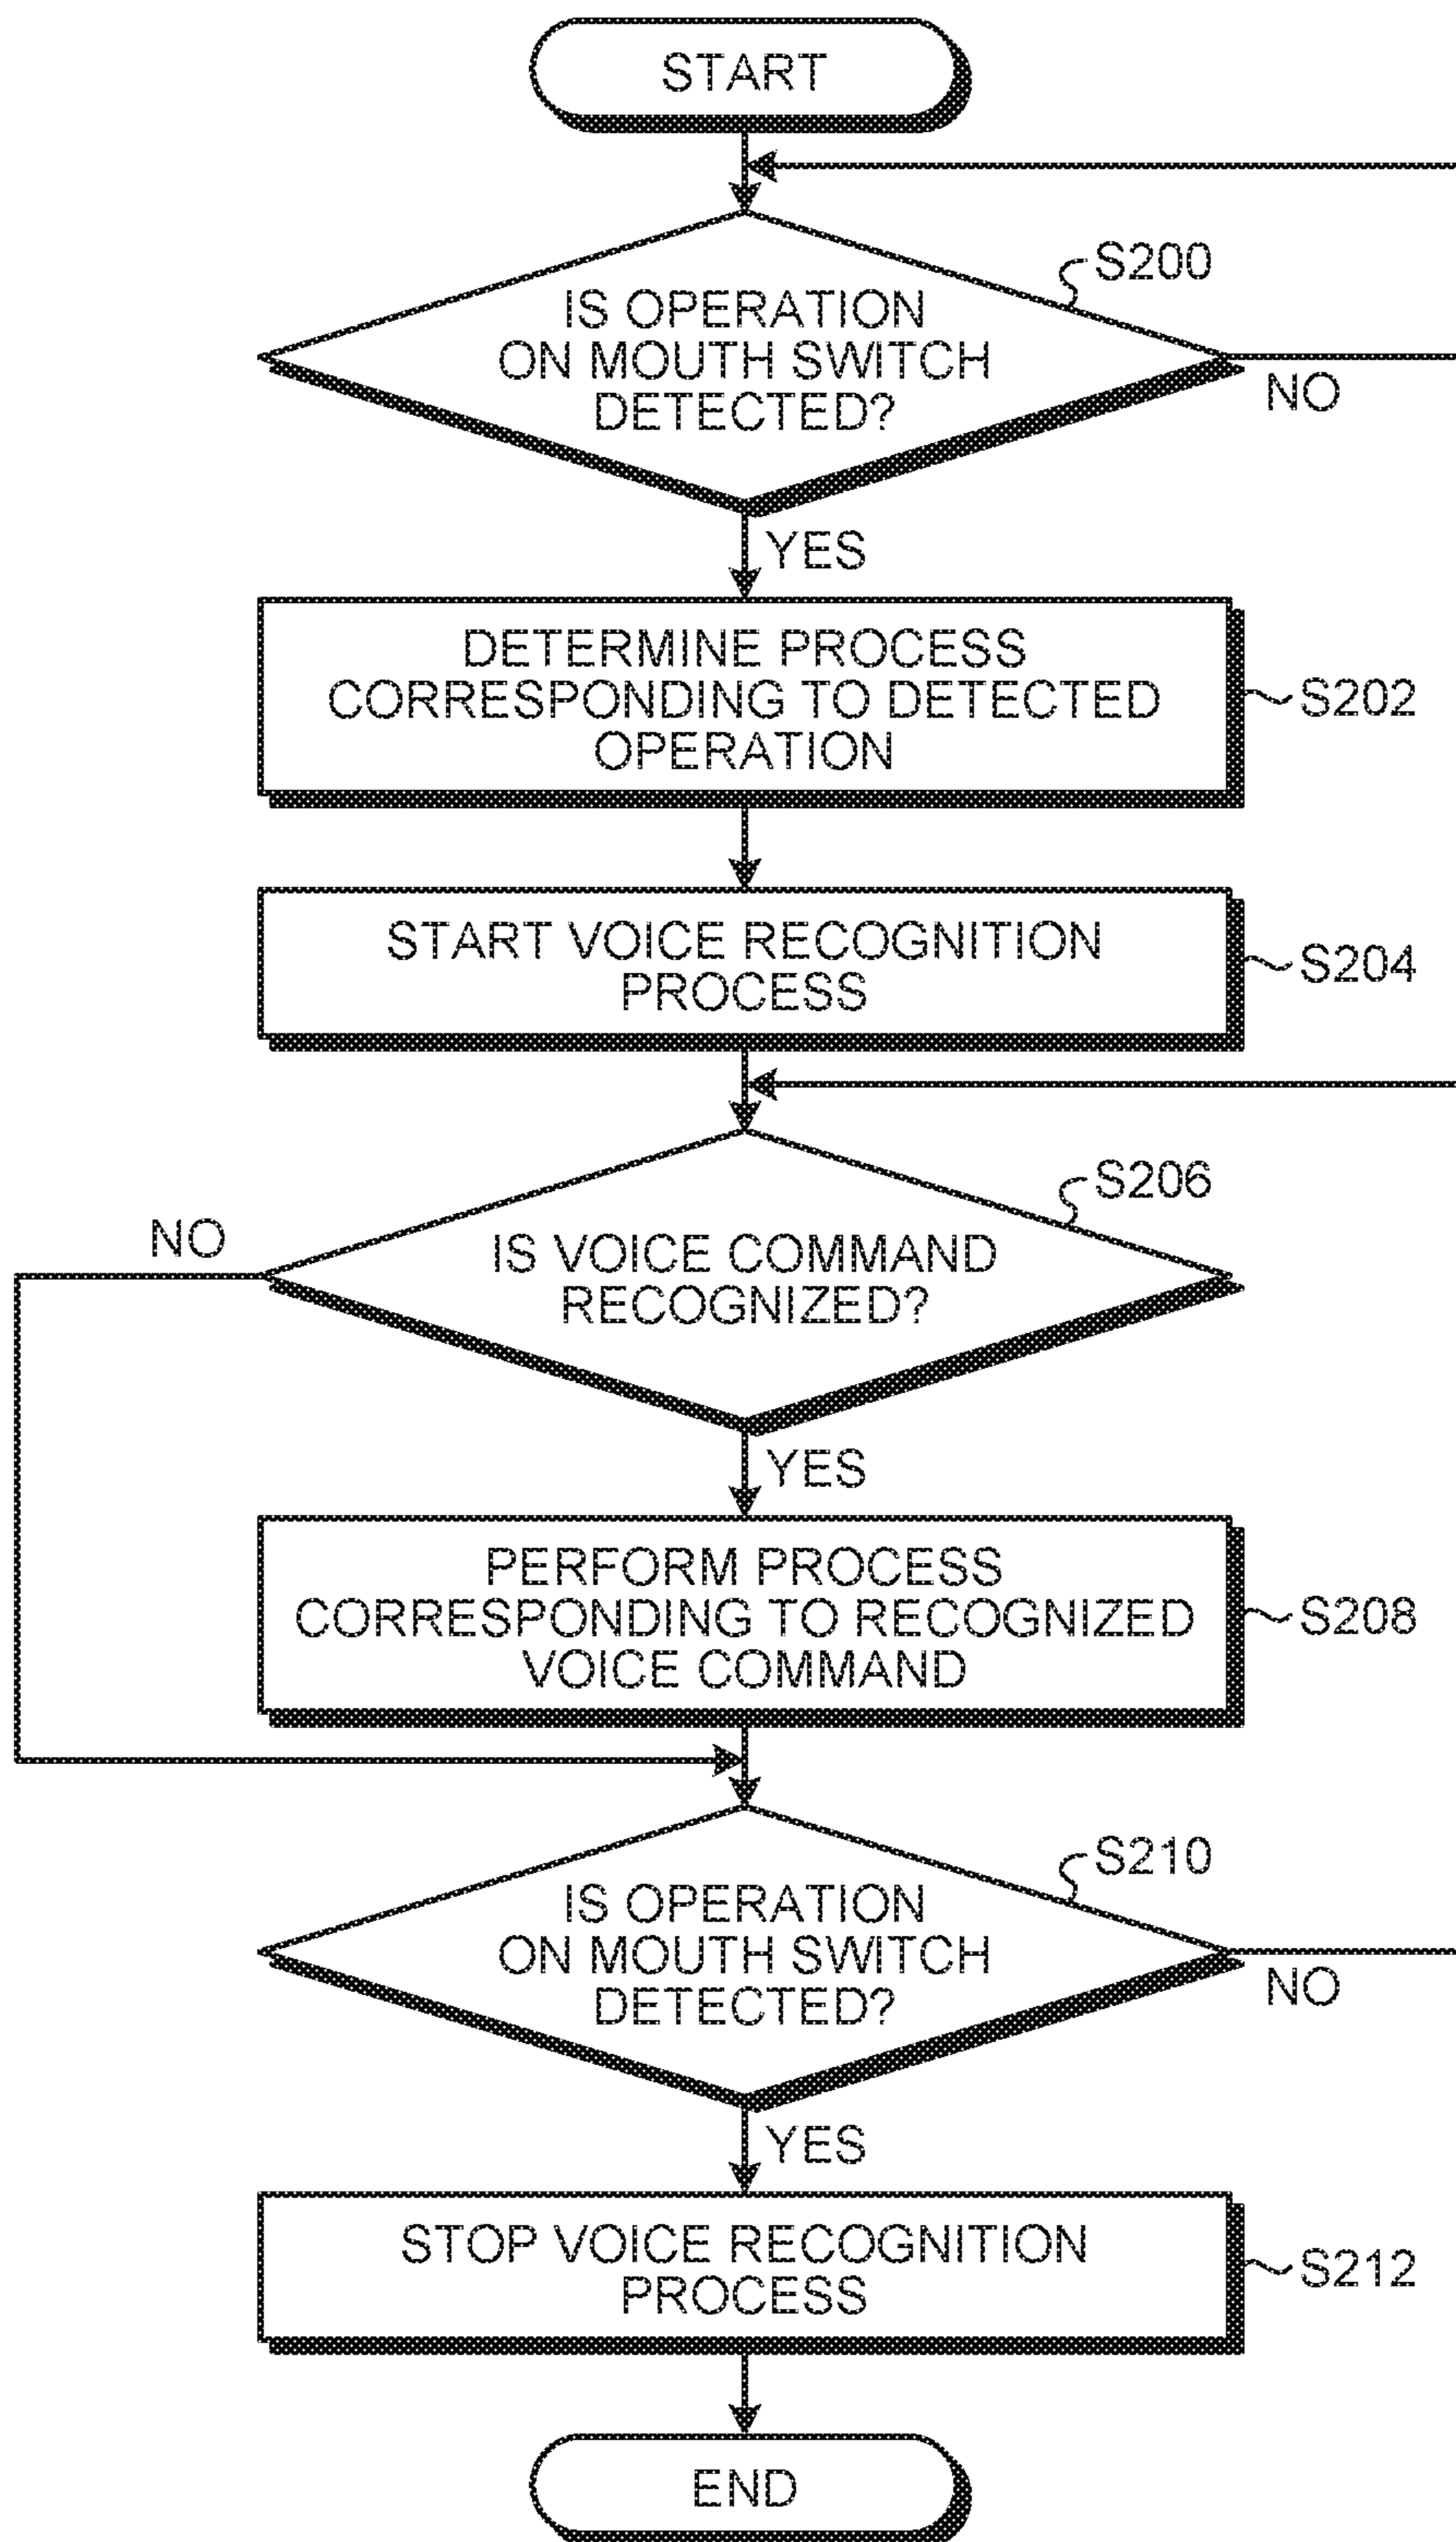 START
S200
IS OPERATION
ON MOUTH SWITCH
DETECTED?
NO
YES
DETERMINE PROCESS
CORRESPONDING TO DETECTED
OPERATION
S202
START VOICE RECOGNITION
PROCESS
S204
S206
NO
IS VOICE COMMAND
RECOGNIZED?
YES
PERFORM PROCESS
CORRESPONDING TO RECOGNIZED
VOICE COMMAND
S208
S210
IS OPERATION
ON MOUTH SWITCH
DETECTED?
NO
YES
STOP VOICE RECOGNITION
PROCESS
S212
END